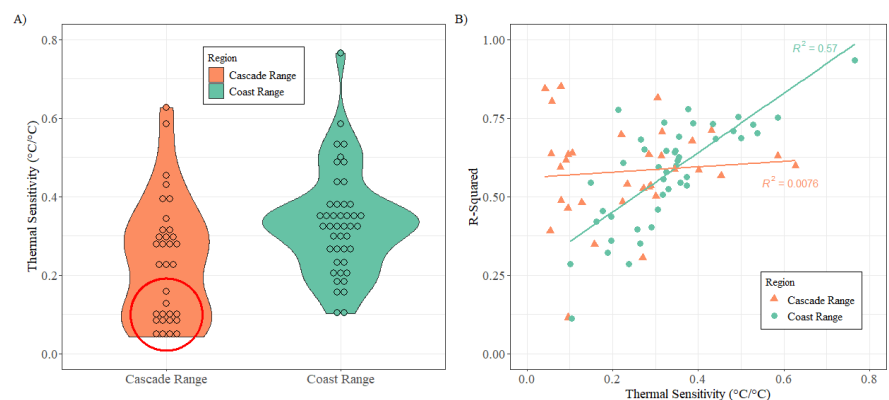 A)
0.8
0.6
0.4
0.2
0.0
Thermal Sensitivity (°C/°C)
Region
Cascade Range
Coast Range
Cascade Range
Coast Range
B)
1.00
0.75
0.50
0.25
0.00
R-Squared
R² = 0.57
R² = 0.0076
Region
Cascade Range
Coast Range
0.0 0.2 0.4 0.6 0.8
Thermal Sensitivity (°C/°C)